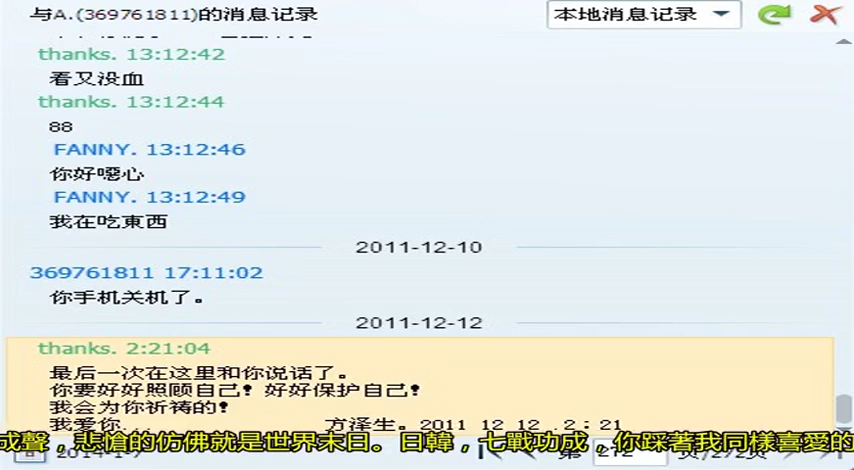 与A.(369761811)的消息记录
本地消息记录
thanks. 13:12:42
看又没血
thanks. 13:12:44
88
FANNY. 13:12:46
你好噁心
FANNY. 13:12:49
我在吃東西
2011-12-10
369761811 17:11:02
你手机关机了。
2011-12-12
thanks. 2:21:04
最后一次在这里和你说话了。
你要好好照顾自己！好好保护自己！
我会为你祈祷的！
我爱你... 方泽生。2011 12 12 .2：21
成聲，悲愴的仿佛就是世界末日。日韓，七戰功成，你踩著我同樣喜愛的